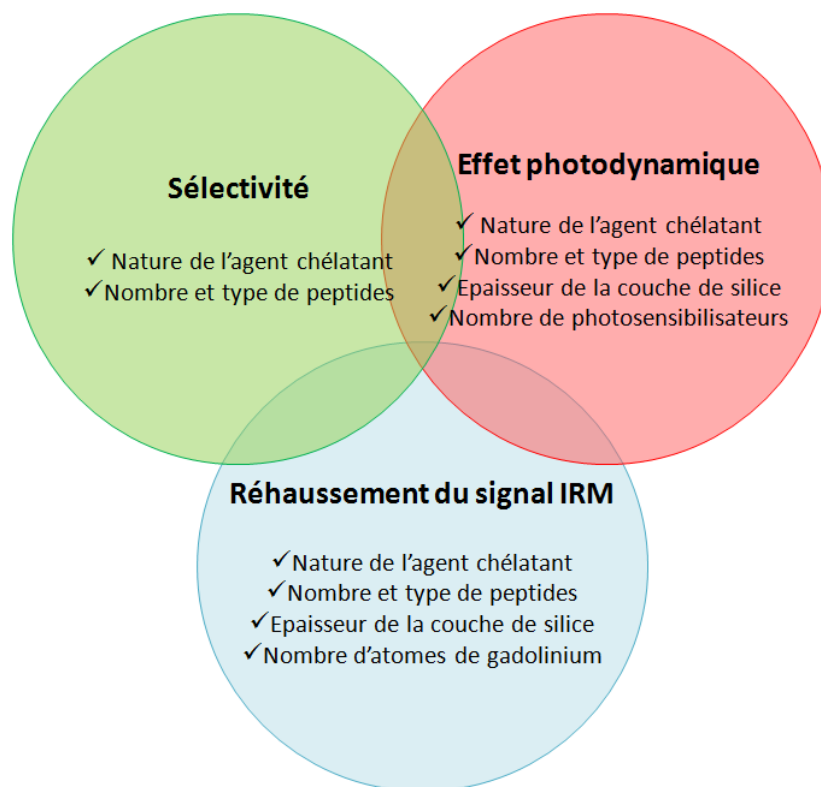 Sélectivité
✓ Nature de l'agent chélatant
✓ Nombre et type de peptides
Effet photodynamique
✓ Nature de l'agent chélatant
✓ Nombre et type de peptides
✓ Epaisseur de la couche de silice
✓ Nombre de photosensibilisateurs
Réhaussement du signal IRM
✓ Nature de l'agent chélatant
✓ Nombre et type de peptides
✓ Epaisseur de la couche de silice
✓ Nombre d'atomes de gadolinium